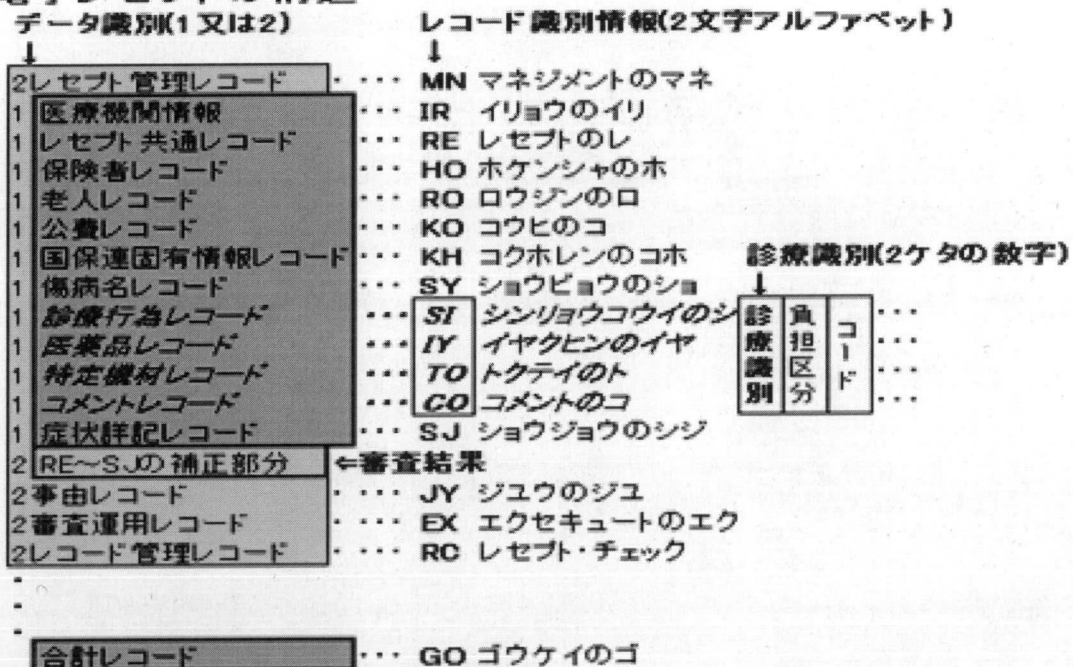 データ識別(1又は2)
レコード識別情報(2文字アルファベット)
↓
↓
2レセプト管理レコード ・・・・ MN マネジメントのマネ
1 医療機関情報 ・・・ IR イリョウのイリ
1 レセプト共通レコード ・・・ RE レセプトのレ
1 保険者レコード ・・・ HO ホケンシャのホ
1 老人レコード ・・・ RO ロウジンのロ
1 公費レコード ・・・ KO コウヒのコ
1 国保連固有情報レコード ・・・ KH コクホレンのコホ
診療識別(2ケタの数字)
↓
1 傷病名レコード ・・・ SY ショウビョウのショ
1 診療行為レコード ・・・ SI シンリョウコウイのシ
1 医薬品レコード ・・・ IY イヤクヒンのイヤ
1 特定機材レコード ・・・ TO トクテイのト
1 コメントレコード ・・・ CO コメントのコ
診療識別
負担区分
コード
・・・
・・・
・・・
・・・
1 症状詳記レコード ・・・ SJ ショウジョウのシジ
2 RE～SJの補正部分 ⇐審査結果
2事由レコード ・・・・ JY ジユウのジユ
2審査運用レコード ・・・・ EX エクセキュートのエク
2レコード管理レコード ・・・・ RC レセプト・チェック
・
・
・
合計レコード ・・・ GO ゴウケイのゴ